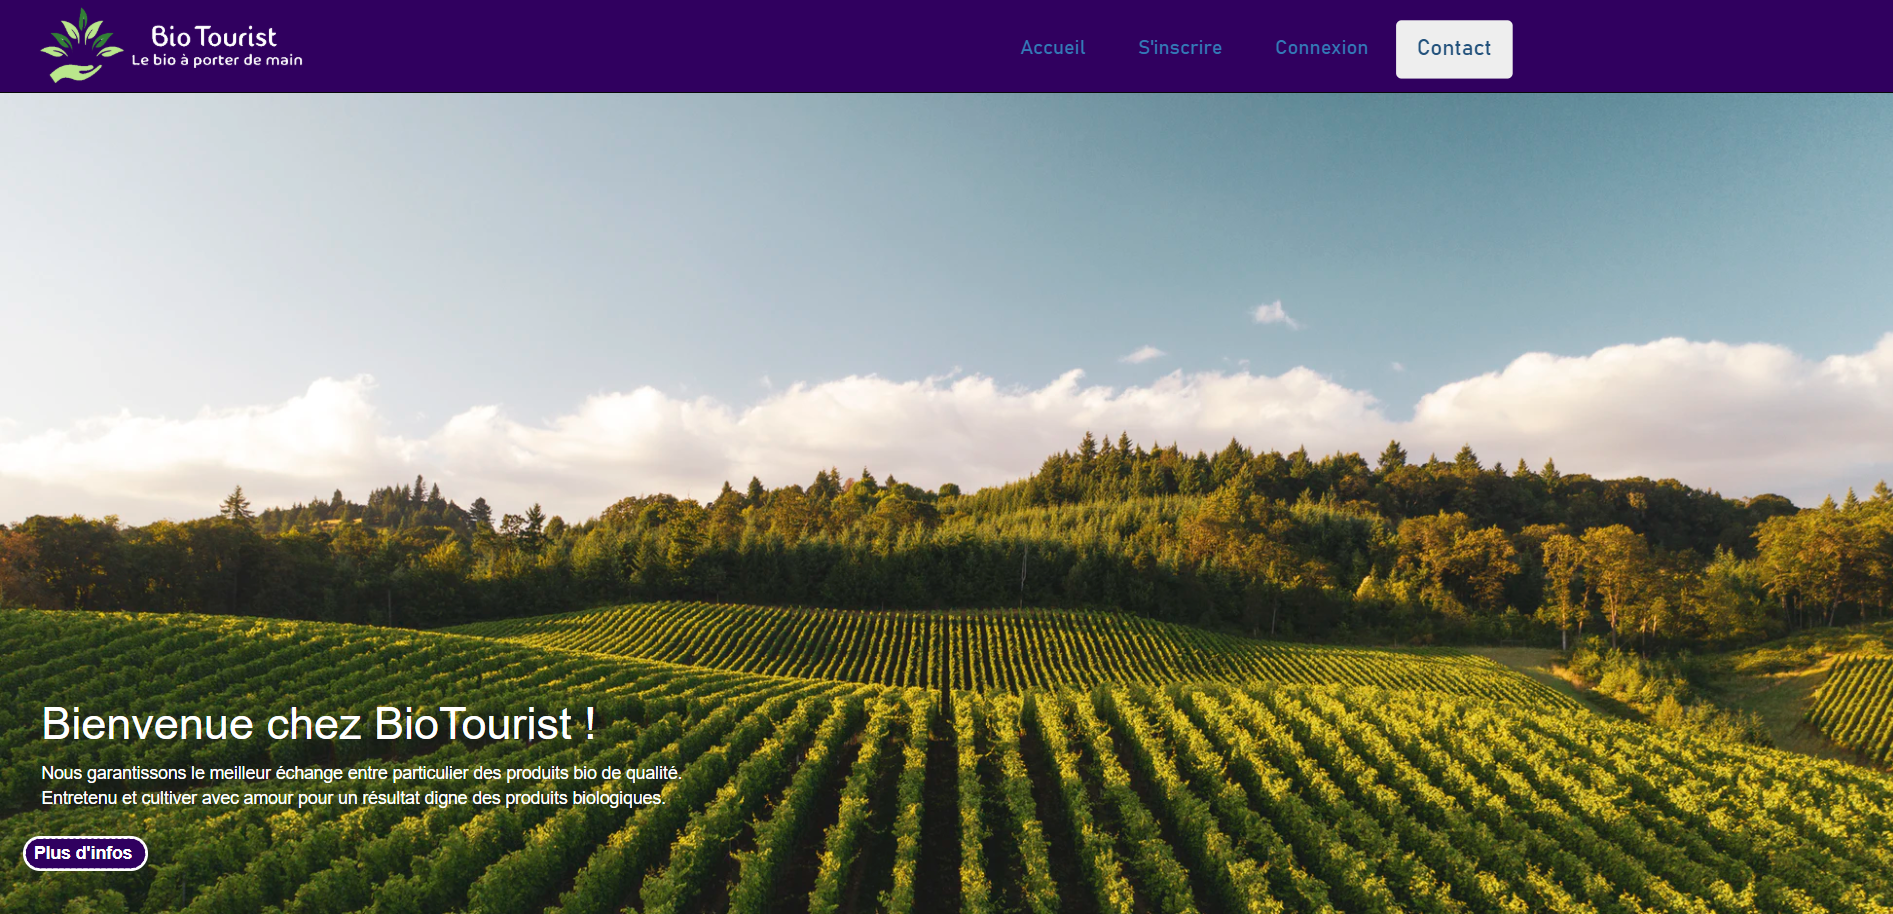 Bio Tourist
Le bio à porter de main
Accueil
S'inscrire
Connexion
Contact
Bienvenue chez BioTourist !
Nous garantissons le meilleur échange entre particulier des produits bio de qualité.
Entretenu et cultiver avec amour pour un résultat digne des produits biologiques.
Plus d'infos